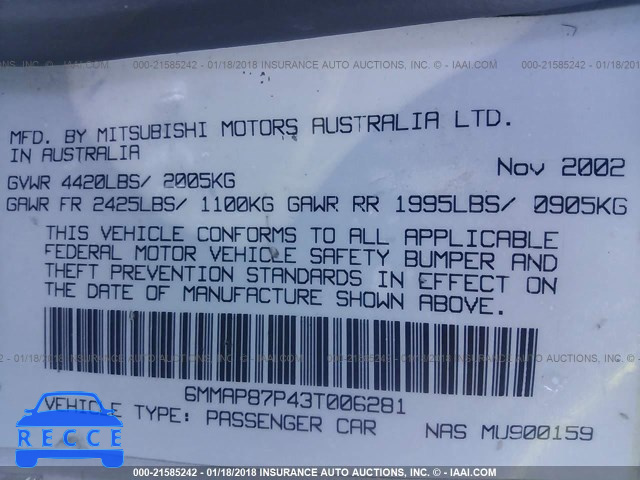 000-21585242 - 01/18/2018 INSURANCE AUTO AUCTIONS, INC. - © - IAAI.COM
MFD. BY MITSUBISHI MOTORS AUSTRALIA LTD.
IN AUSTRALIA
Nov 2002
GVWR 4420LBS/ 2005KG
GAWR FR 2425LBS/ 1100KG GAWR RR 1995LBS/ 0905KG
THIS VEHICLE CONFORMS TO ALL APPLICABLE
FEDERAL MOTOR VEHICLE SAFETY BUMPER AND
THEFT PREVENTION STANDARDS IN EFFECT ON
THE DATE OF MANUFACTURE SHOWN ABOVE.
6MMAP87P43T006281
VEHICLE TYPE: PASSENGER CAR
NAS MU900159
RECCE
000-21585242 - 01/18/2018 INSURANCE AUTO AUCTIONS, INC. - © - IAAI.COM